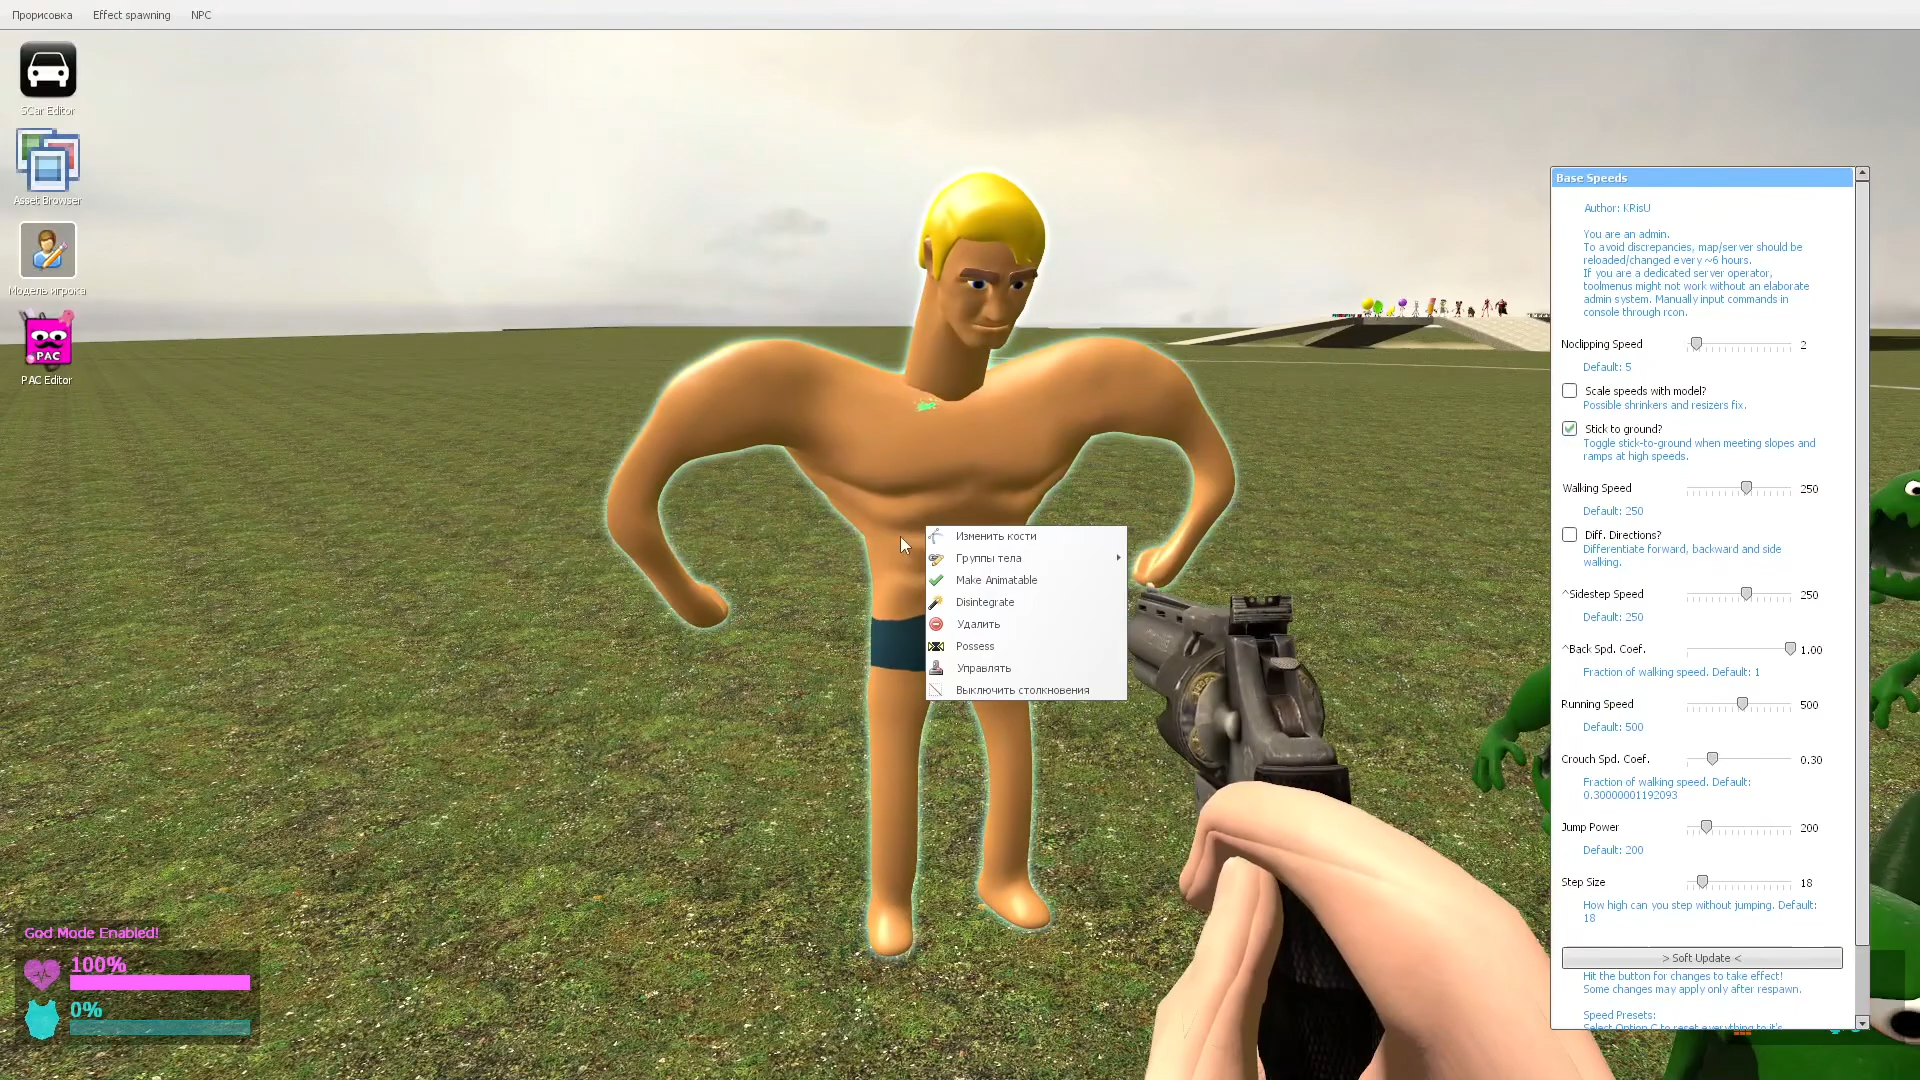 Прорисовка
Effect spawning
NPC
SCar Editor
Asset Browser
Модель игрока
PAC
PAC Editor
Изменить кости
Группы тела
Make Animatable
Disintegrate
Удалить
Possess
Управлять
Выключить столкновения
God Mode Enabled!
100%
0%
Base Speeds
Author: KRisU
You are an admin.
To avoid discrepancies, map/server should be
reloaded/changed every ~6 hours.
If you are a dedicated server operator,
toolmenus might not work without an elaborate
admin system. Manually input commands in
console through rcon.
Noclipping Speed 2
Default: 5
Scale speeds with model?
Possible shrinkers and resizers fix.
Stick to ground?
Toggle stick-to-ground when meeting slopes and
ramps at high speeds.
Walking Speed 250
Default: 250
Diff. Directions?
Differentiate forward, backward and side
walking.
^Sidestep Speed 250
Default: 250
^Back Spd. Coef. 1.00
Fraction of walking speed. Default: 1
Running Speed 500
Default: 500
Crouch Spd. Coef. 0.30
Fraction of walking speed. Default:
0.30000001192093
Jump Power 200
Default: 200
Step Size 18
How high can you step without jumping. Default:
18
> Soft Update <
Hit the button for changes to take effect!
Some changes may apply only after respawn.
Speed Presets:
Select Option C to reset everything to it's